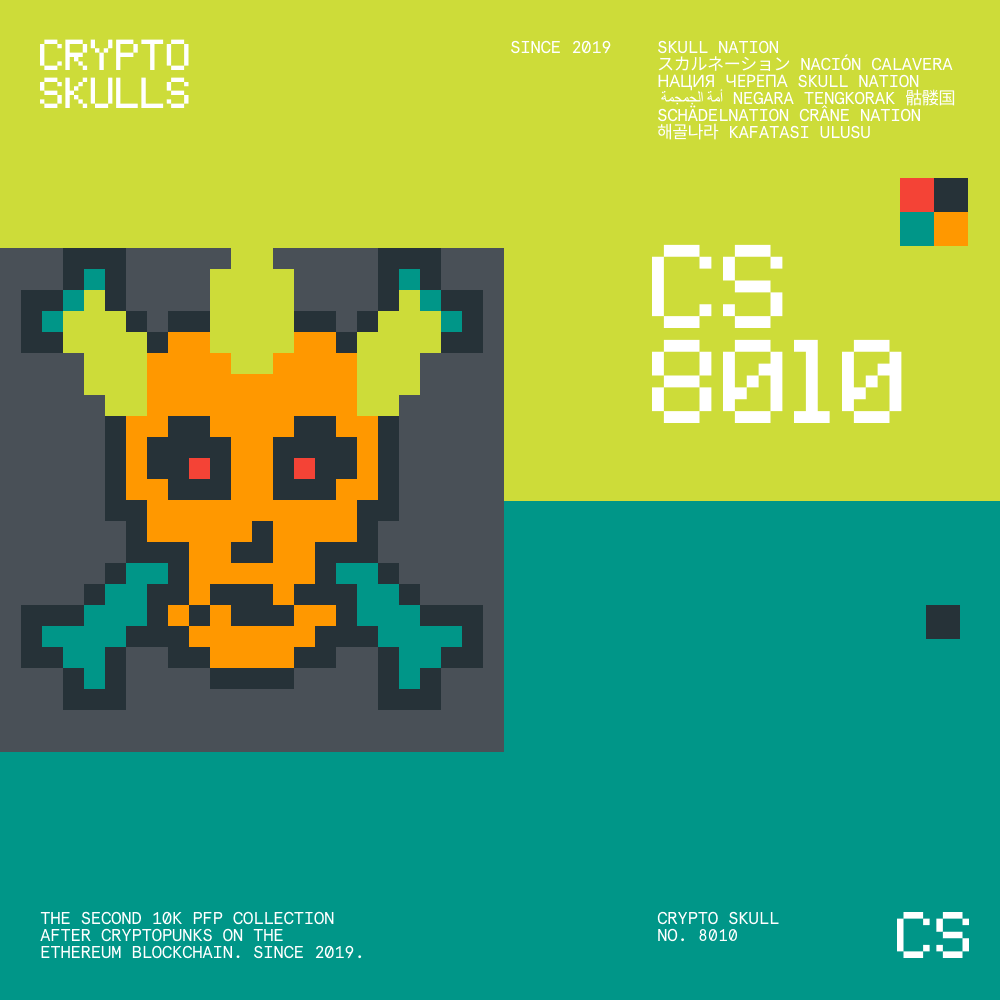 CRYPTO
SKULLS
SINCE 2019
SKULL NATION
スカルネーション NACIÓN CALAVERA
НАЦИЯ ЧЕРЕПА SKULL NATION
أمة الجمجمة NEGARA TENGKORAK 骷髅国
SCHÄDELNATION CRÂNE NATION
해골나라 KAFATASI ULUSU
CS
8010
THE SECOND 10K PFP COLLECTION
AFTER CRYPTOPUNKS ON THE
ETHEREUM BLOCKCHAIN. SINCE 2019.
CRYPTO SKULL
NO. 8010
CS